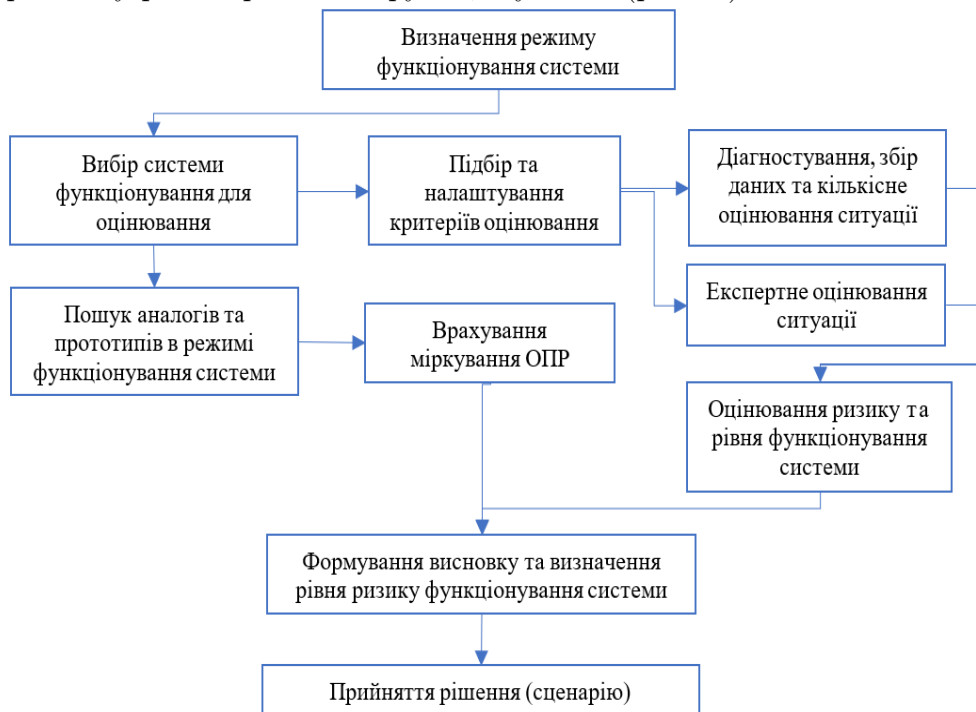 Визначення режиму
функціонування системи
Вибір системи
функціонування для
оцінювання
Підбір та
налаштування
критеріїв оцінювання
Діагностування, збір
даних та кількісне
оцінювання ситуації
Експертне оцінювання
ситуації
Пошук аналогів та
прототипів в режимі
функціонування системи
Врахування
міркування ОПР
Оцінювання ризику та
рівня функціонування
системи
Формування висновку та визначення
рівня ризику функціонування системи
Прийняття рішення (сценарію)